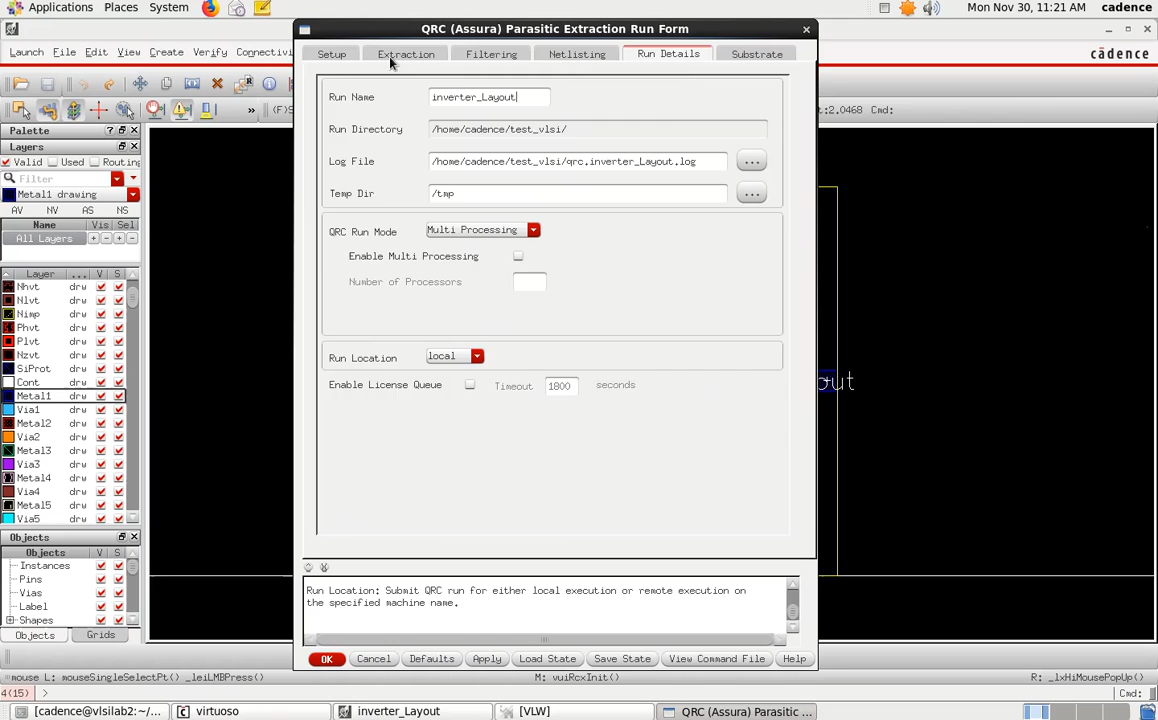 Applications Places System Mon Nov 30, 11:21 AM cadence
QRC (Assura) Parasitic Extraction Run Form
Launch File Edit View Create Verify Connectivi
cādence
Setup Extraction Filtering Netlisting Run Details Substrate
Run Name inverter_Layout
Run Directory /home/cadence/test_vlsi/
Log File /home/cadence/test_vlsi/qrc.inverter_Layout.log ...
Temp Dir /tmp ...
QRC Run Mode Multi Processing
Enable Multi Processing
Number of Processors
Run Location local
Enable License Queue Timeout 1800 seconds
Run Location: Submit QRC run for either local execution or remote execution on
the specified machine name.
OK Cancel Defaults Apply Load State Save State View Command File Help
» (F)S
:2.0468 Cmd:
Palette
Layers
Valid Used Routing
Filter
Metal1 drawing
AV NV AS NS
Name Vis Sel
All Layers + - + -
Layer ... V S
Nhvt drw
Nlvt drw
Nimp drw
Phvt drw
Plvt drw
Nzvt drw
SiProt drw
Cont drw
Metal1 drw
Via1 drw
Metal2 drw
Via2 drw
Metal3 drw
Via3 drw
Metal4 drw
Via4 drw
Metal5 drw
Via5 drw
Objects
Objects V S
Instances
Pins
Vias
Label
Shapes
Objects Grids
out
mouse L: mouseSingleSelectPt() _leiLMBPress() M: vuiRcxInit() R: _lxHiMousePopUp()
4(15) > Cmd:
[cadence@vlsilab2:~/... virtuoso inverter_Layout [VLW] QRC (Assura) Parasitic ...